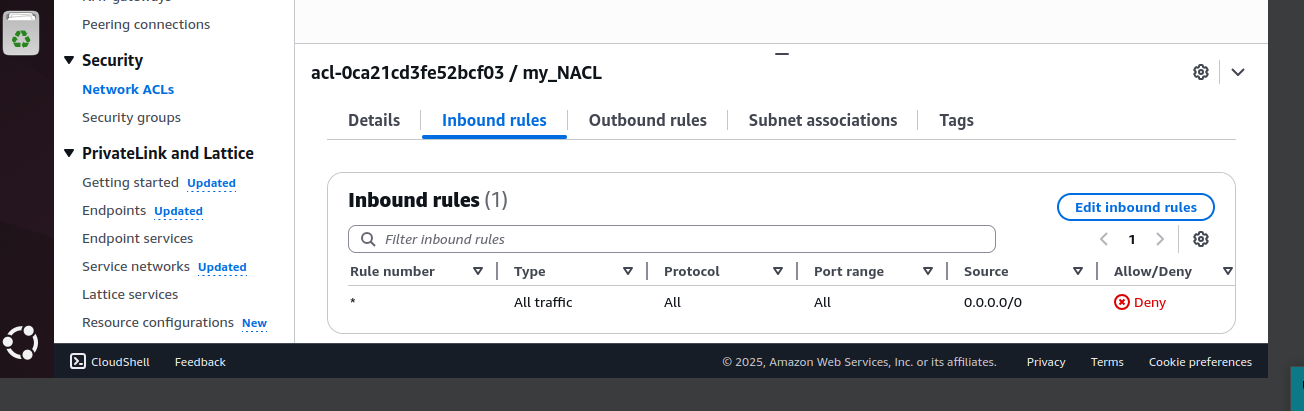 Peering connections
Security
Network ACLs
Security groups
PrivateLink and Lattice
Getting started Updated
Endpoints Updated
Endpoint services
Service networks Updated
Lattice services
Resource configurations New
acl-0ca21cd3fe52bcf03 / my_NACL
Details Inbound rules Outbound rules Subnet associations Tags
Inbound rules (1)
Edit inbound rules
Filter inbound rules
1
Rule number Type Protocol Port range Source Allow/Deny
* All traffic All All 0.0.0.0/0 Deny
CloudShell Feedback © 2025, Amazon Web Services, Inc. or its affiliates. Privacy Terms Cookie preferences